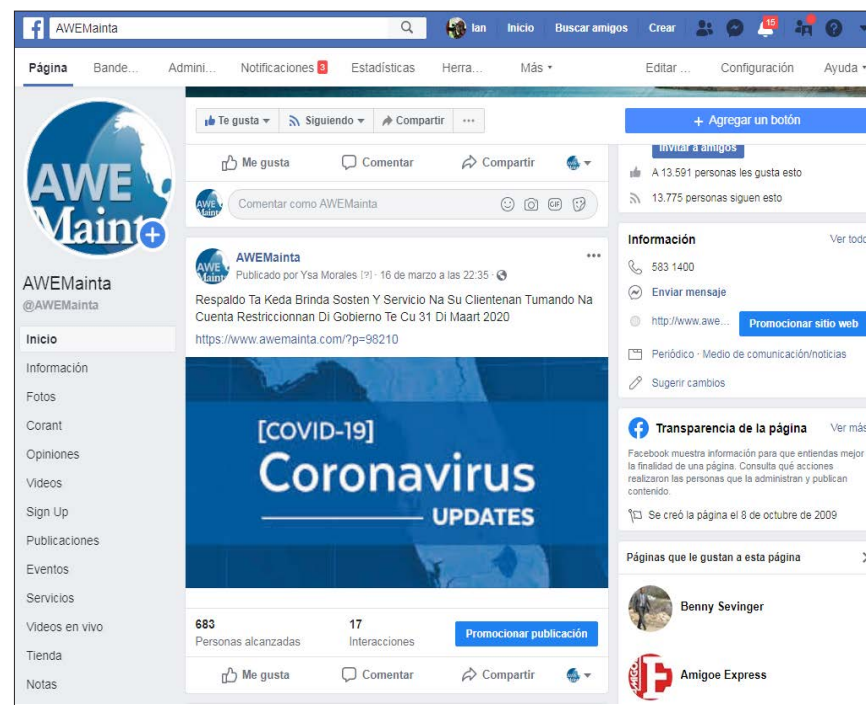 AWEMainta
Ian Inicio Buscar amigos Crear 15
Página Bande... Admini... Notificaciones 3 Estadísticas Herra... Más Editar ... Configuración Ayuda
AWE
Mainta
AWEMainta
@AWEMainta
Inicio
Información
Fotos
Corant
Opiniones
Videos
Sign Up
Publicaciones
Eventos
Servicios
Videos en vivo
Tienda
Notas
Te gusta Siguiendo Compartir ...
Me gusta Comentar Compartir
Comentar como AWEMainta GIF
AWEMainta
Publicado por Ysa Morales [?] · 16 de marzo a las 22:35 ·
Respaldo Ta Keda Brinda Sosten Y Servicio Na Su Clientenan Tumando Na
Cuenta Restriccionnan Di Gobierno Te Cu 31 Di Maart 2020
https://www.awemainta.com/?p=98210
[COVID-19]
Coronavirus
UPDATES
683
Personas alcanzadas
17
Interacciones
Promocionar publicación
Me gusta Comentar Compartir
+ Agregar un botón
Invitar a amigos
A 13.591 personas les gusta esto
13.775 personas siguen esto
Información Ver todo
583 1400
Enviar mensaje
http://www.awe... Promocionar sitio web
Periódico · Medio de comunicación/noticias
Sugerir cambios
Transparencia de la página Ver más
Facebook muestra información para que entiendas mejor
la finalidad de una página. Consulta qué acciones
realizaron las personas que la administran y publican
contenido.
Se creó la página el 8 de octubre de 2009
Páginas que le gustan a esta página
Benny Sevinger
Amigoe Express